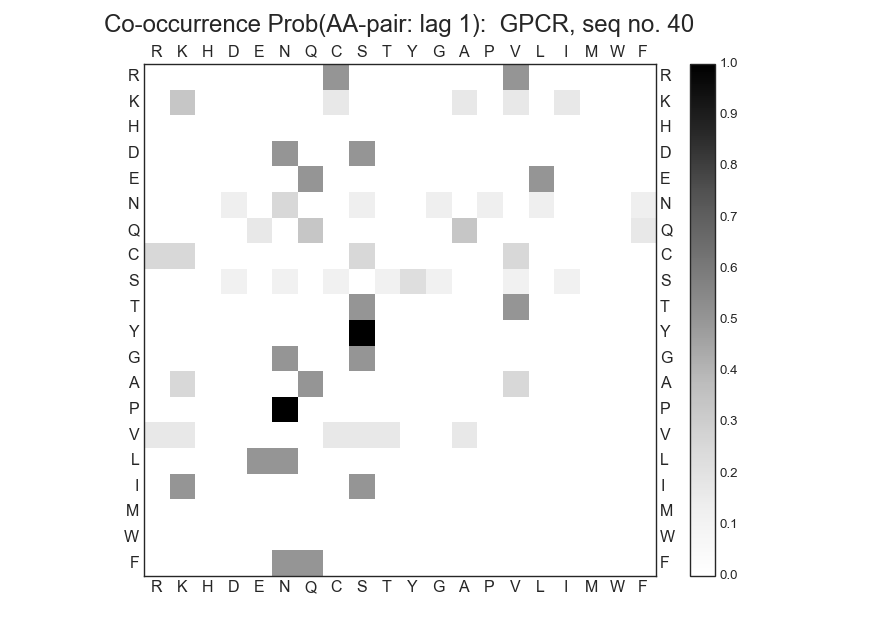 Co-occurrence Prob(AA-pair: lag 1):  GPCR, seq no. 40
R K H D E N Q C S T Y G A P V L I M W F
R R 1.0
K K 0.9
H H
D D 0.8
E E 0.7
N N
Q Q 0.6
C C
S S 0.5
T T
Y Y 0.4
G G
A A 0.3
P P
V V 0.2
L L
I I 0.1
M M
W W
F F 0.0
R K H D E N Q C S T Y G A P V L I M W F